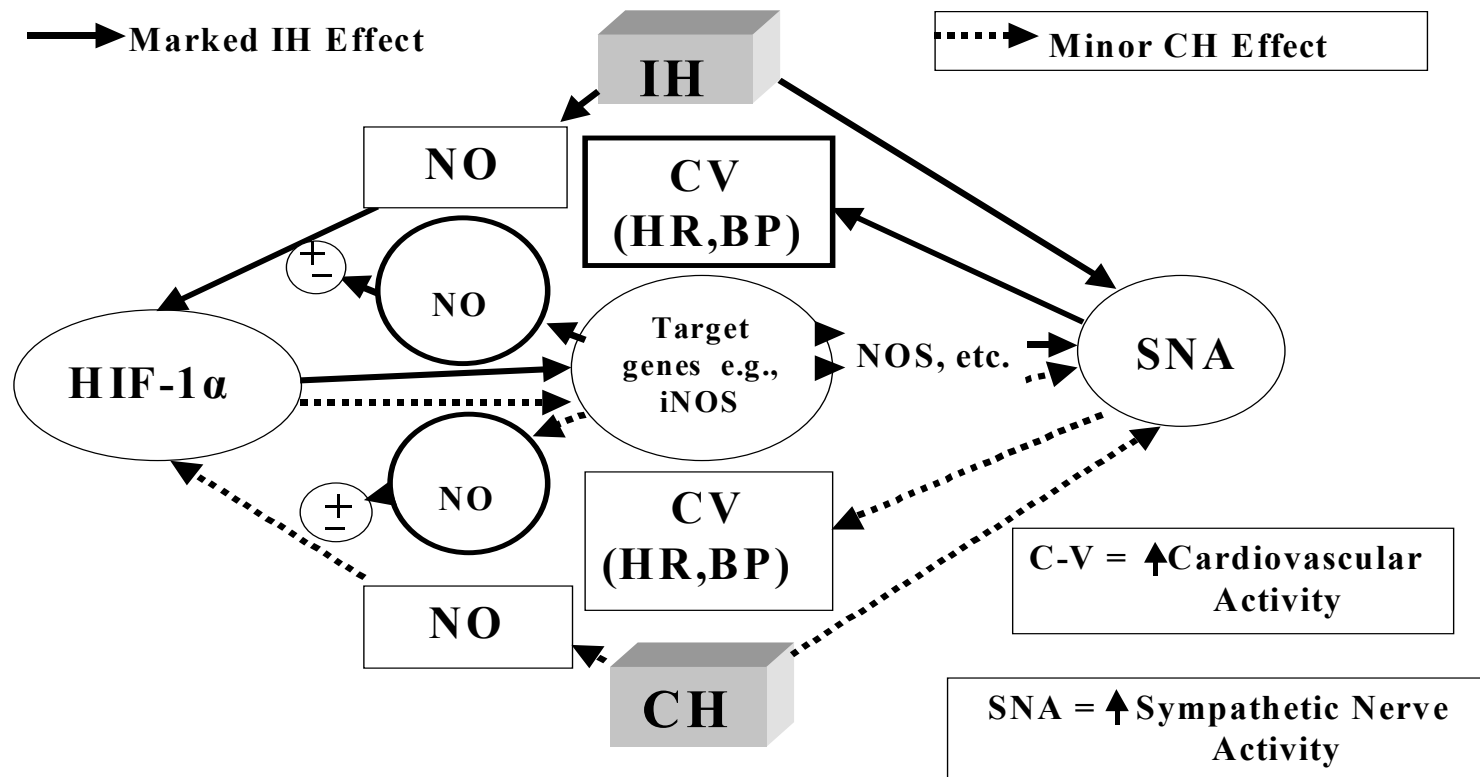 Marked IH Effect
Minor CH Effect
IH
NO
CV
(HR,BP)
+
−
NO
HIF-1α
Target
genes e.g.,
iNOS
NOS, etc.
SNA
NO
+
−
CV
(HR,BP)
NO
CH
C-V = ↑Cardiovascular
Activity
SNA = ↑Sympathetic Nerve
Activity